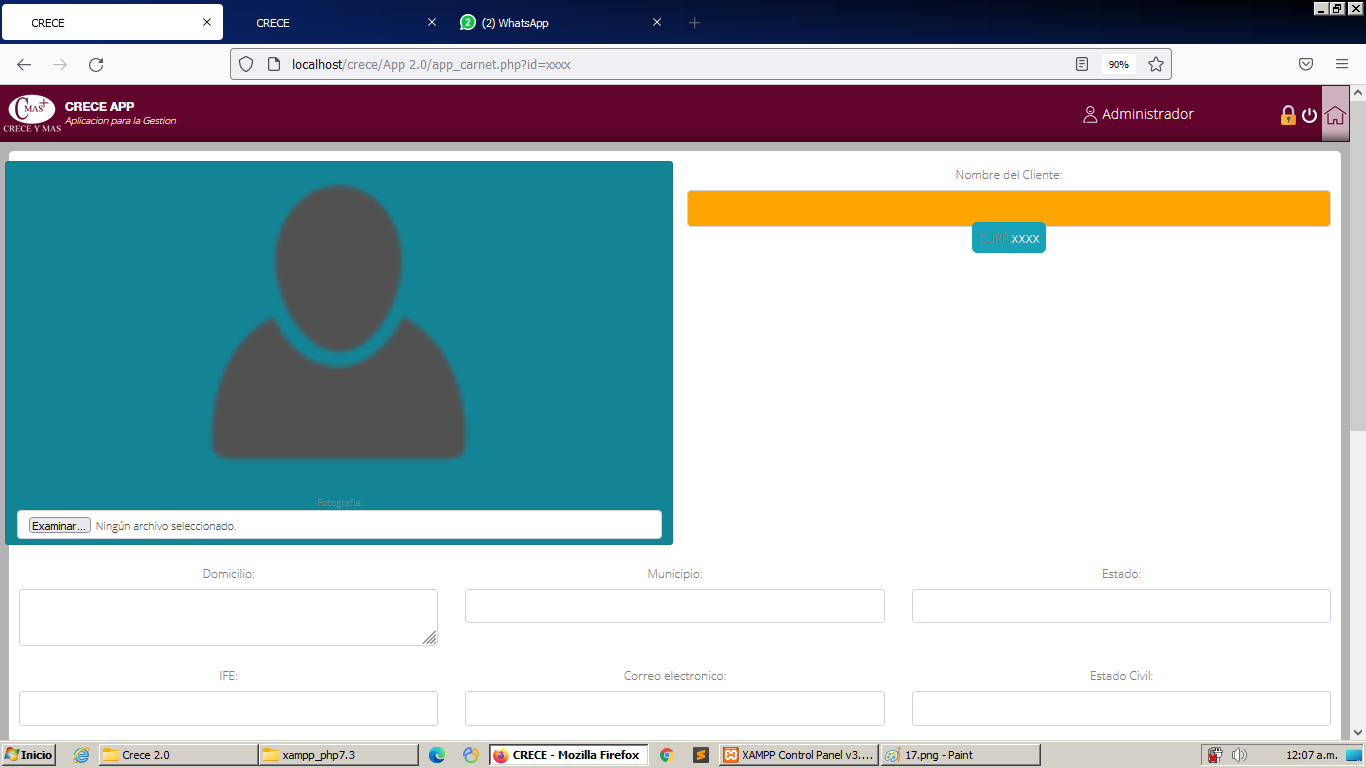 CRECE
CRECE
2 (2) WhatsApp
localhost/crece/App 2.0/app_carnet.php?id=xxxx
90%
C MAS+
CRECE Y MAS
CRECE APP
Aplicacion para la Gestion
Administrador
Nombre del Cliente:
CURP XXXX
Fotografia
Examinar... Ningún archivo seleccionado.
Domicilio:
Municipio:
Estado:
IFE:
Correo electronico:
Estado Civil:
Inicio
Crece 2.0
xampp_php7.3
CRECE - Mozilla Firefox
XAMPP Control Panel v3....
17.png - Paint
12:07 a.m.